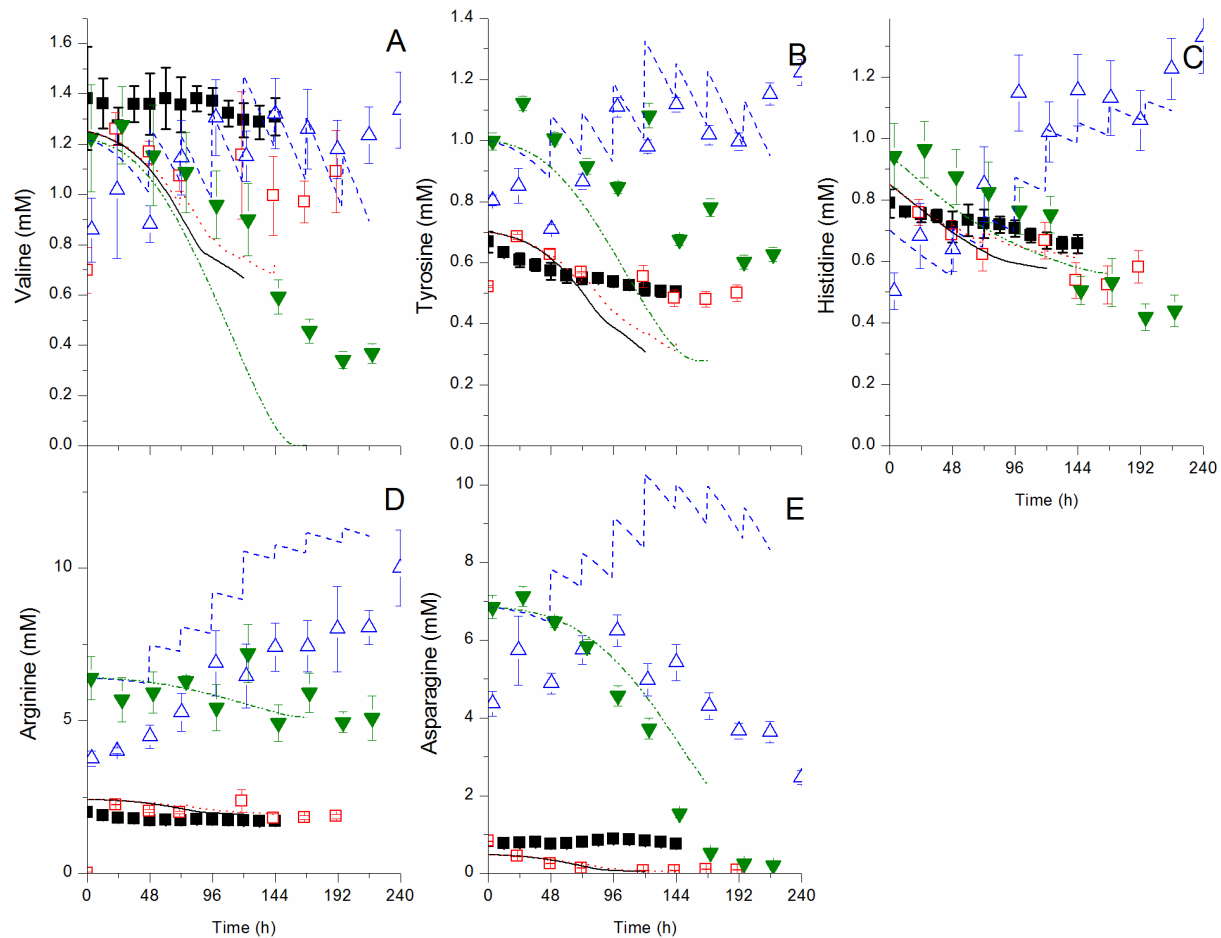 A
Valine (mM)
1.6
1.4
1.2
1.0
0.8
0.6
0.4
0.2
0.0
B
Tyrosine (mM)
1.4
1.2
1.0
0.8
0.6
0.4
0.2
0.0
C
Histidine (mM)
1.2
1.0
0.8
0.6
0.4
0.2
0.0
0 48 96 144 192 240
Time (h)
D
Arginine (mM)
10
5
0
0 48 96 144 192 240
Time (h)
E
Asparagine (mM)
10
8
6
4
2
0
0 48 96 144 192 240
Time (h)